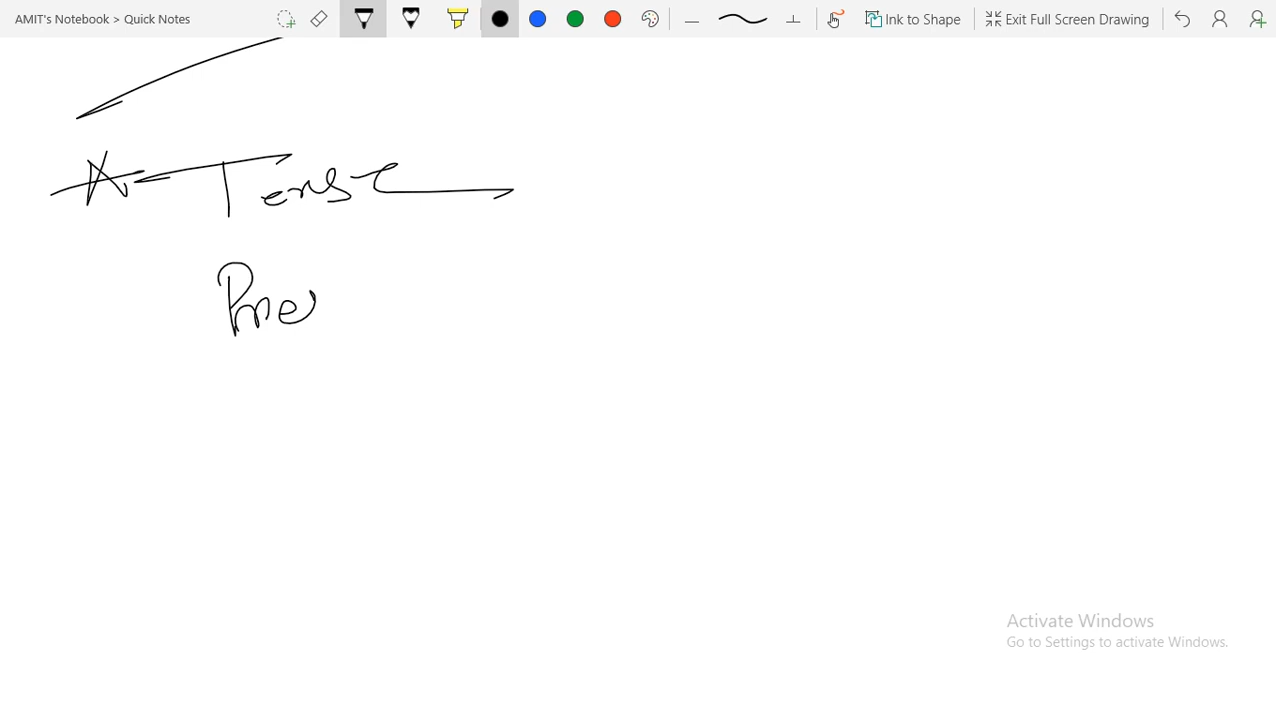 AMIT's Notebook > Quick Notes
Ink to Shape
Exit Full Screen Drawing
Tense
Pre
Activate Windows
Go to Settings to activate Windows.